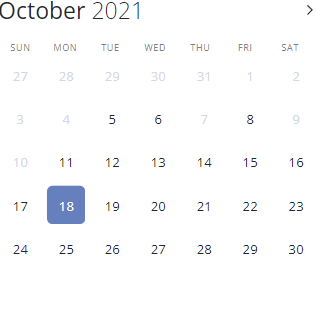 October 2021 >
SUN MON TUE WED THU FRI SAT
27 28 29 30 31 1 2
3 4 5 6 7 8 9
10 11 12 13 14 15 16
17 18 19 20 21 22 23
24 25 26 27 28 29 30